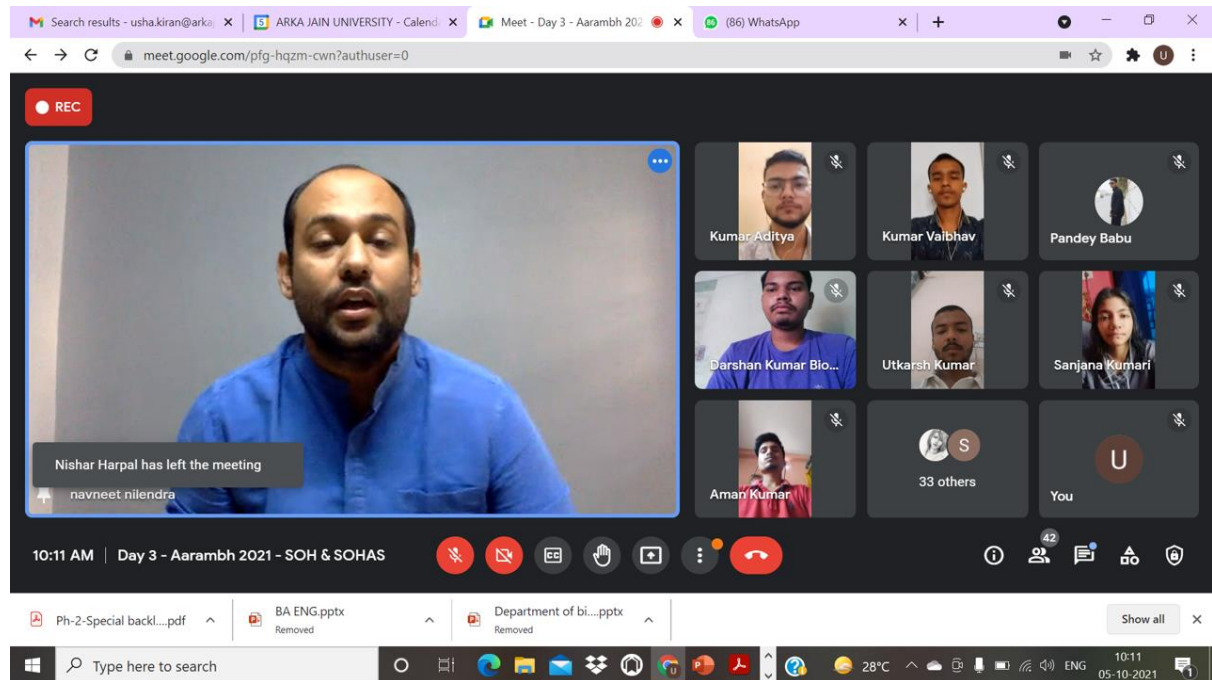 Search results - usha.kiran@arka
ARKA JAIN UNIVERSITY - Calend
Meet - Day 3 - Aarambh 202
(86) WhatsApp
meet.google.com/pfg-hqzm-cwn?authuser=0
U
REC
Kumar Aditya
Kumar Vaibhav
Pandey Babu
Darshan Kumar Bio...
Utkarsh Kumar
Sanjana Kumari
Nishar Harpal has left the meeting
navneet nilendra
Aman Kumar
S
33 others
U
You
10:11 AM | Day 3 - Aarambh 2021 - SOH & SOHAS
CC
42
Ph-2-Special backl....pdf
BA ENG.pptx
Removed
Department of bi....pptx
Removed
Show all
Type here to search
28°C
ENG
10:11
05-10-2021
1